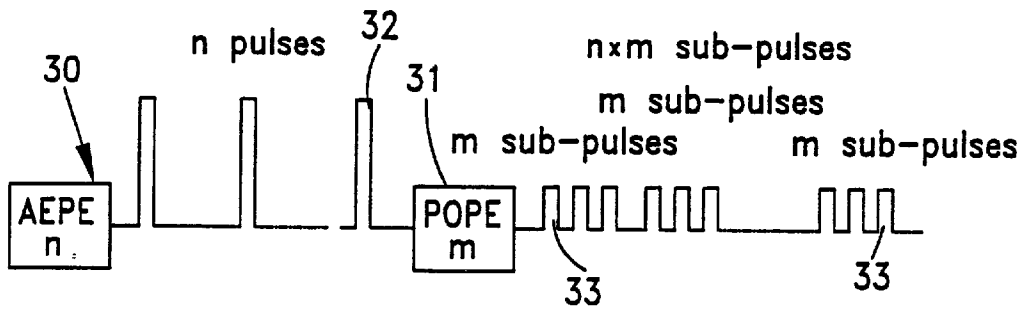 n pulses
32
n×m sub-pulses
30
31
m sub-pulses
m sub-pulses
m sub-pulses
AEPE
n
POPE
m
33
33